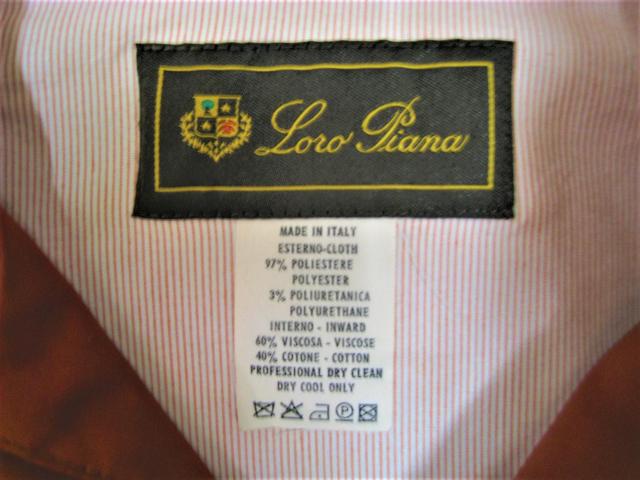 Loro Piana
MADE IN ITALY
ESTERNO-CLOTH
97% POLIESTERE
POLYESTER
3% POLIURETANICA
POLYURETHANE
INTERNO - INWARD
60% VISCOSA - VISCOSE
40% COTONE - COTTON
PROFESSIONAL DRY CLEAN
DRY COOL ONLY
P